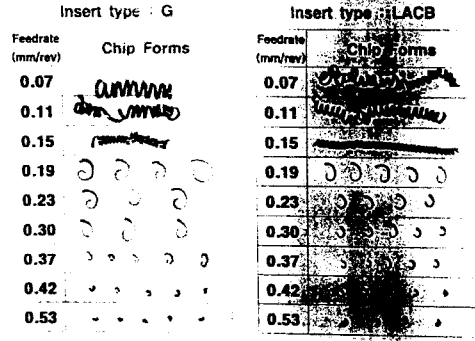 Insert type : G
Feedrate
(mm/rev)
Chip Forms
0.07
0.11
0.15
0.19
0.23
0.30
0.37
0.42
0.53
Insert type : LACB
Feedrate
(mm/rev)
Chip Forms
0.07
0.11
0.15
0.19
0.23
0.30
0.37
0.42
0.53